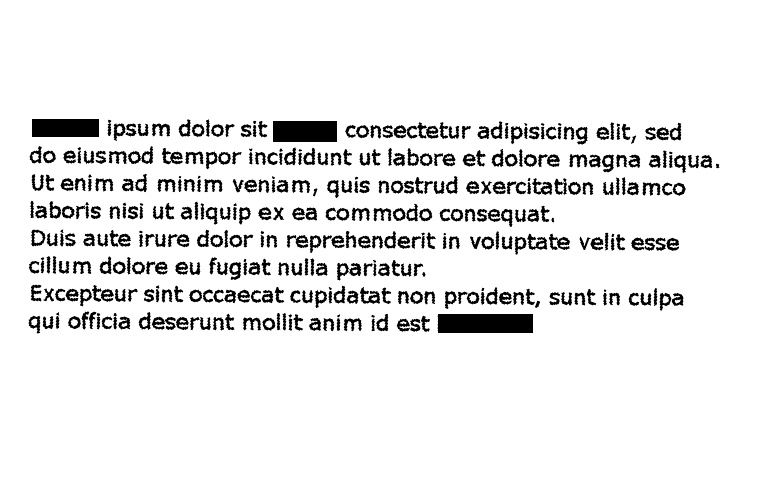 ipsum dolor sit consectetur adipisicing elit, sed
do eiusmod tempor incididunt ut labore et dolore magna aliqua.
Ut enim ad minim veniam, quis nostrud exercitation ullamco
laboris nisi ut aliquip ex ea commodo consequat.
Duis aute irure dolor in reprehenderit in voluptate velit esse
cillum dolore eu fugiat nulla pariatur.
Excepteur sint occaecat cupidatat non proident, sunt in culpa
qui officia deserunt mollit anim id est